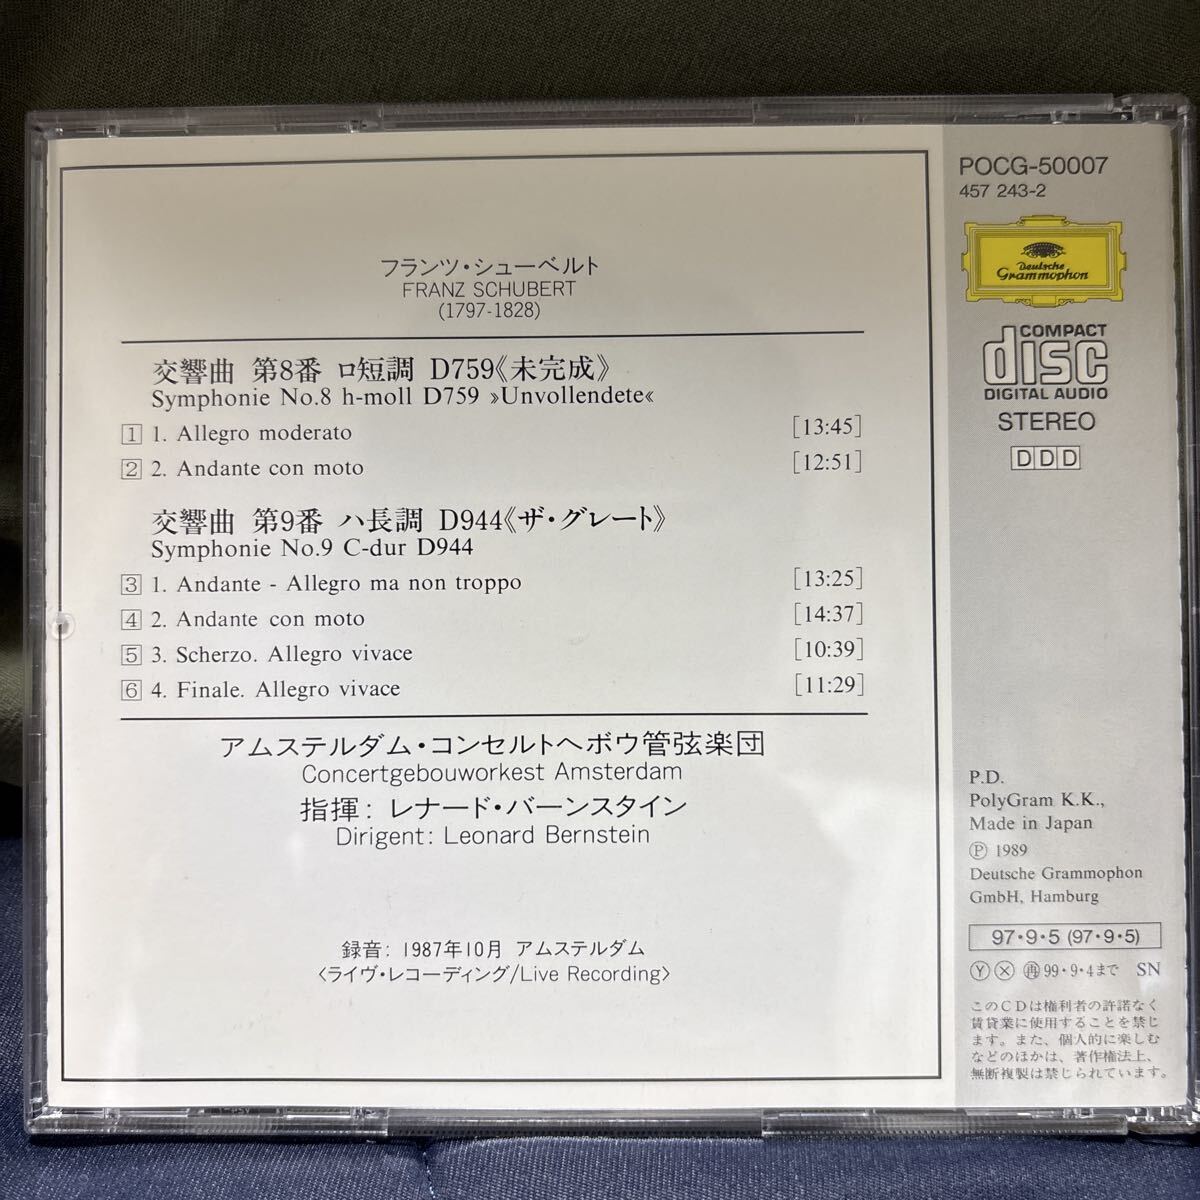 フランツ・シューベルト
FRANZ SCHUBERT
(1797-1828)
交響曲 第8番 ロ短調 D759《未完成》
Symphonie No.8 h-moll D759 »Unvollendete«
1 1. Allegro moderato [13:45]
2 2. Andante con moto [12:51]
交響曲 第9番 ハ長調 D944《ザ・グレート》
Symphonie No.9 C-dur D944
3 1. Andante - Allegro ma non troppo [13:25]
4 2. Andante con moto [14:37]
5 3. Scherzo. Allegro vivace [10:39]
6 4. Finale. Allegro vivace [11:29]
アムステルダム・コンセルトヘボウ管弦楽団
Concertgebouworkest Amsterdam
指揮: レナード・バーンスタイン
Dirigent: Leonard Bernstein
録音: 1987年10月 アムステルダム
〈ライヴ・レコーディング/Live Recording〉
POCG-50007
457 243-2
Deutsche
Grammophon
COMPACT
disc
DIGITAL AUDIO
STEREO
DDD
P.D.
PolyGram K.K.,
Made in Japan
Ⓟ 1989
Deutsche Grammophon
GmbH, Hamburg
97・9・5 (97・9・5)
Ⓨ Ⓧ 再 99・9・4まで SN
このCDは権利者の許諾なく
賃貸業に使用することを禁じ
ます。また、個人的に楽しむ
などのほかは、著作権法上、
無断複製は禁じられています。